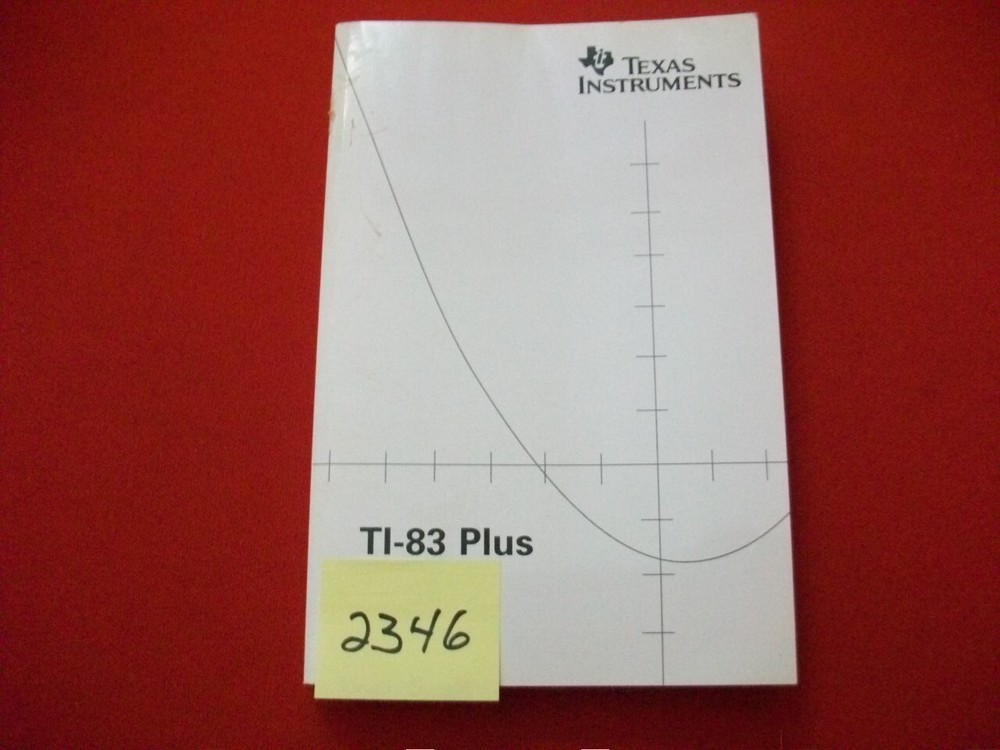 TEXAS
INSTRUMENTS
TI-83 Plus
2346